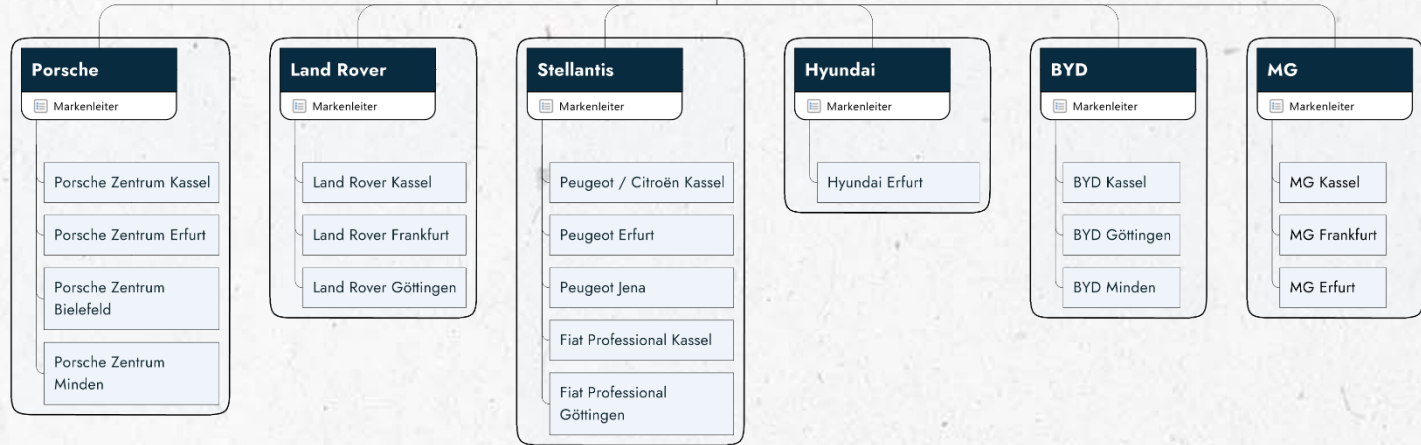 Porsche
Markenleiter
Porsche Zentrum Kassel
Porsche Zentrum Erfurt
Porsche Zentrum
Bielefeld
Porsche Zentrum
Minden
Land Rover
Markenleiter
Land Rover Kassel
Land Rover Frankfurt
Land Rover Göttingen
Stellantis
Markenleiter
Peugeot / Citroën Kassel
Peugeot Erfurt
Peugeot Jena
Fiat Professional Kassel
Fiat Professional
Göttingen
Hyundai
Markenleiter
Hyundai Erfurt
BYD
Markenleiter
BYD Kassel
BYD Göttingen
BYD Minden
MG
Markenleiter
MG Kassel
MG Frankfurt
MG Erfurt